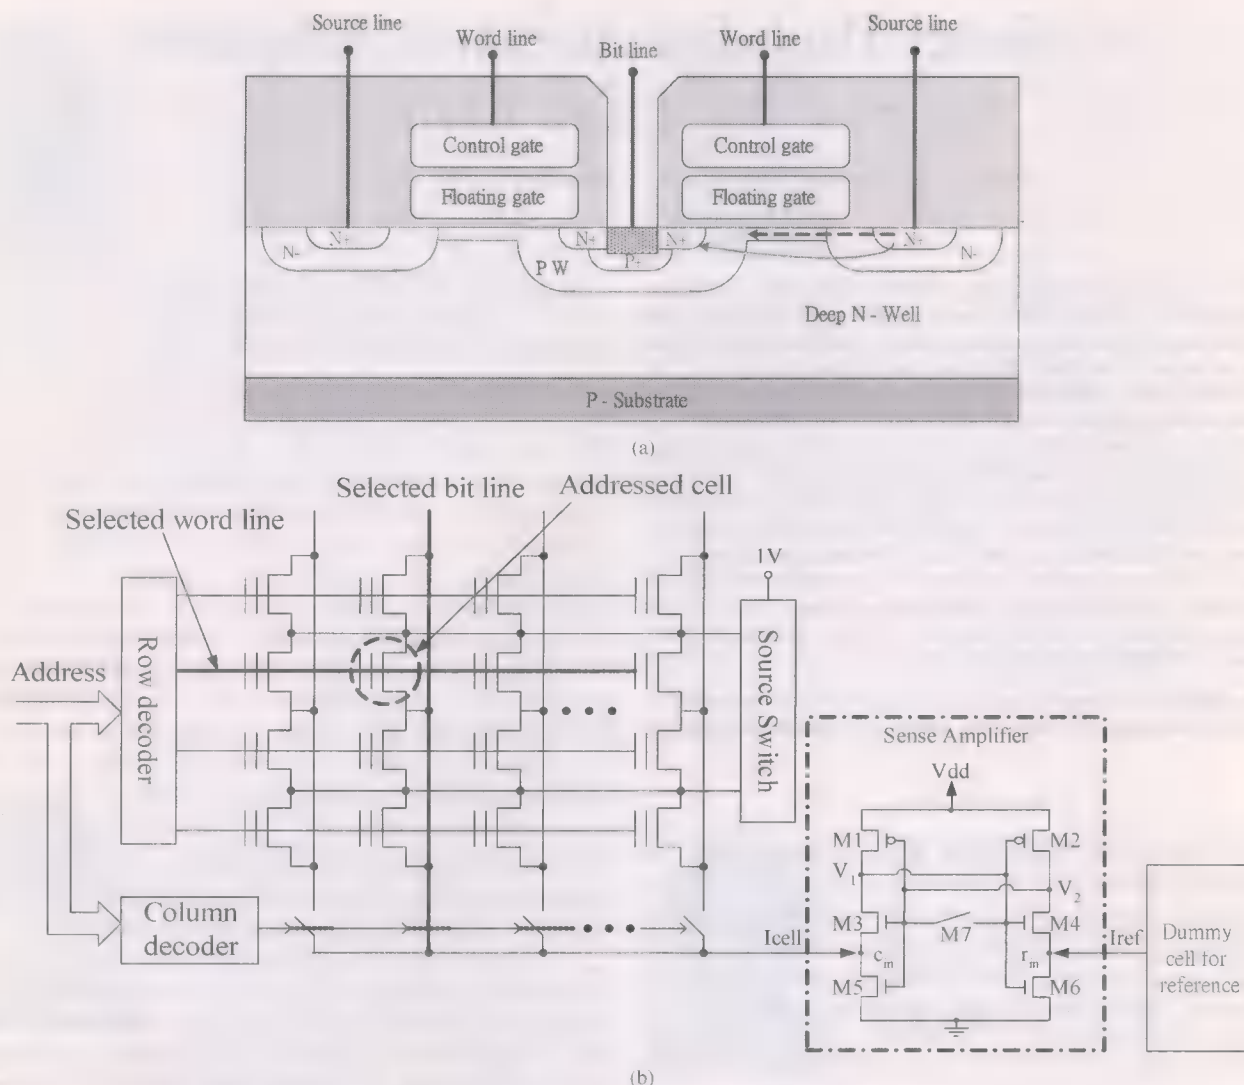 Source line
Word line
Bit line
Word line
Source line
Control gate
Control gate
Floating gate
Floating gate
N+
N-
N+
N+
N+
N-
P+
P W
Deep N - Well
P - Substrate
(a)
Selected bit line
Addressed cell
Selected word line
1V
Address
Row decoder
Source Switch
Sense Amplifier
Vdd
M1
M2
V1
V2
M3
M4
M7
Column
decoder
Icell
Iref
cin
rin
M5
M6
Dummy
cell for
reference
(b)